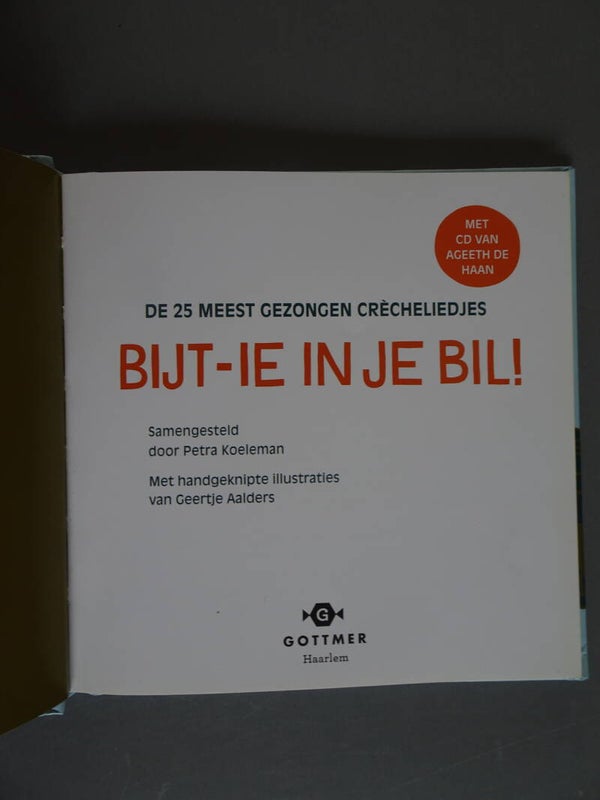 MET
CD VAN
AGEETH DE
HAAN
DE 25 MEEST GEZONGEN CRÈCHELIEDJES
BIJT-IE IN JE BIL!
Samengesteld
door Petra Koeleman
Met handgeknipte illustraties
van Geertje Aalders
G
GOTTMER
Haarlem